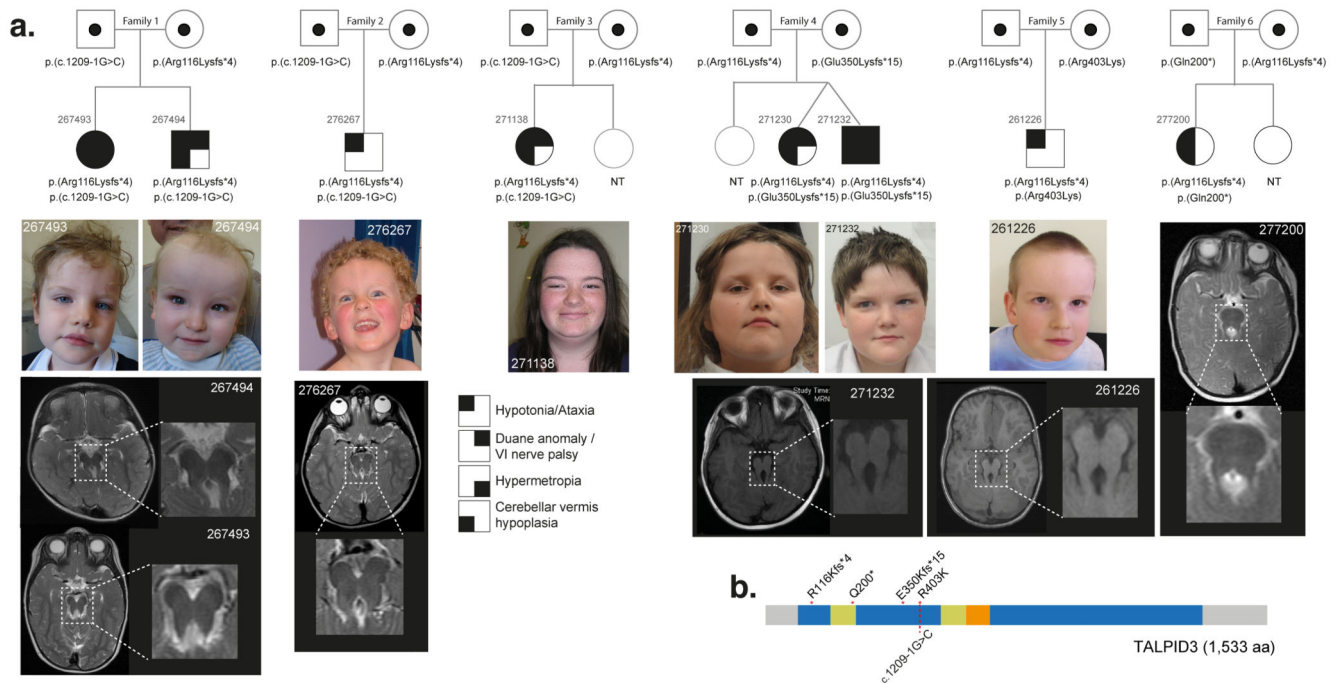 a.
Family 1
p.(c.1209-1G>C)
p.(Arg116Lysfs*4)
267493
267494
p.(Arg116Lysfs*4)
p.(c.1209-1G>C)
p.(Arg116Lysfs*4)
p.(c.1209-1G>C)
Family 2
p.(c.1209-1G>C)
p.(Arg116Lysfs*4)
276267
p.(Arg116Lysfs*4)
p.(c.1209-1G>C)
Family 3
p.(c.1209-1G>C)
p.(Arg116Lysfs*4)
271138
p.(Arg116Lysfs*4)
p.(c.1209-1G>C)
NT
Family 4
p.(Arg116Lysfs*4)
p.(Glu350Lysfs*15)
271230
271232
NT
p.(Arg116Lysfs*4)
p.(Glu350Lysfs*15)
p.(Arg116Lysfs*4)
p.(Glu350Lysfs*15)
Family 5
p.(Arg116Lysfs*4)
p.(Arg403Lys)
261226
p.(Arg116Lysfs*4)
p.(Arg403Lys)
Family 6
p.(Gln200*)
p.(Arg116Lysfs*4)
277200
p.(Arg116Lysfs*4)
p.(Gln200*)
NT
267493
267494
276267
271138
271230
271232
261226
277200
267494
267493
276267
Hypotonia/Ataxia
Duane anomaly /
VI nerve palsy
Hypermetropia
Cerebellar vermis
hypoplasia
Study Time:
MRN
271232
261226
b.
R116Kfs*4
Q200*
E350Kfs*15
R403K
c.1209-1G>C
TALPID3 (1,533 aa)